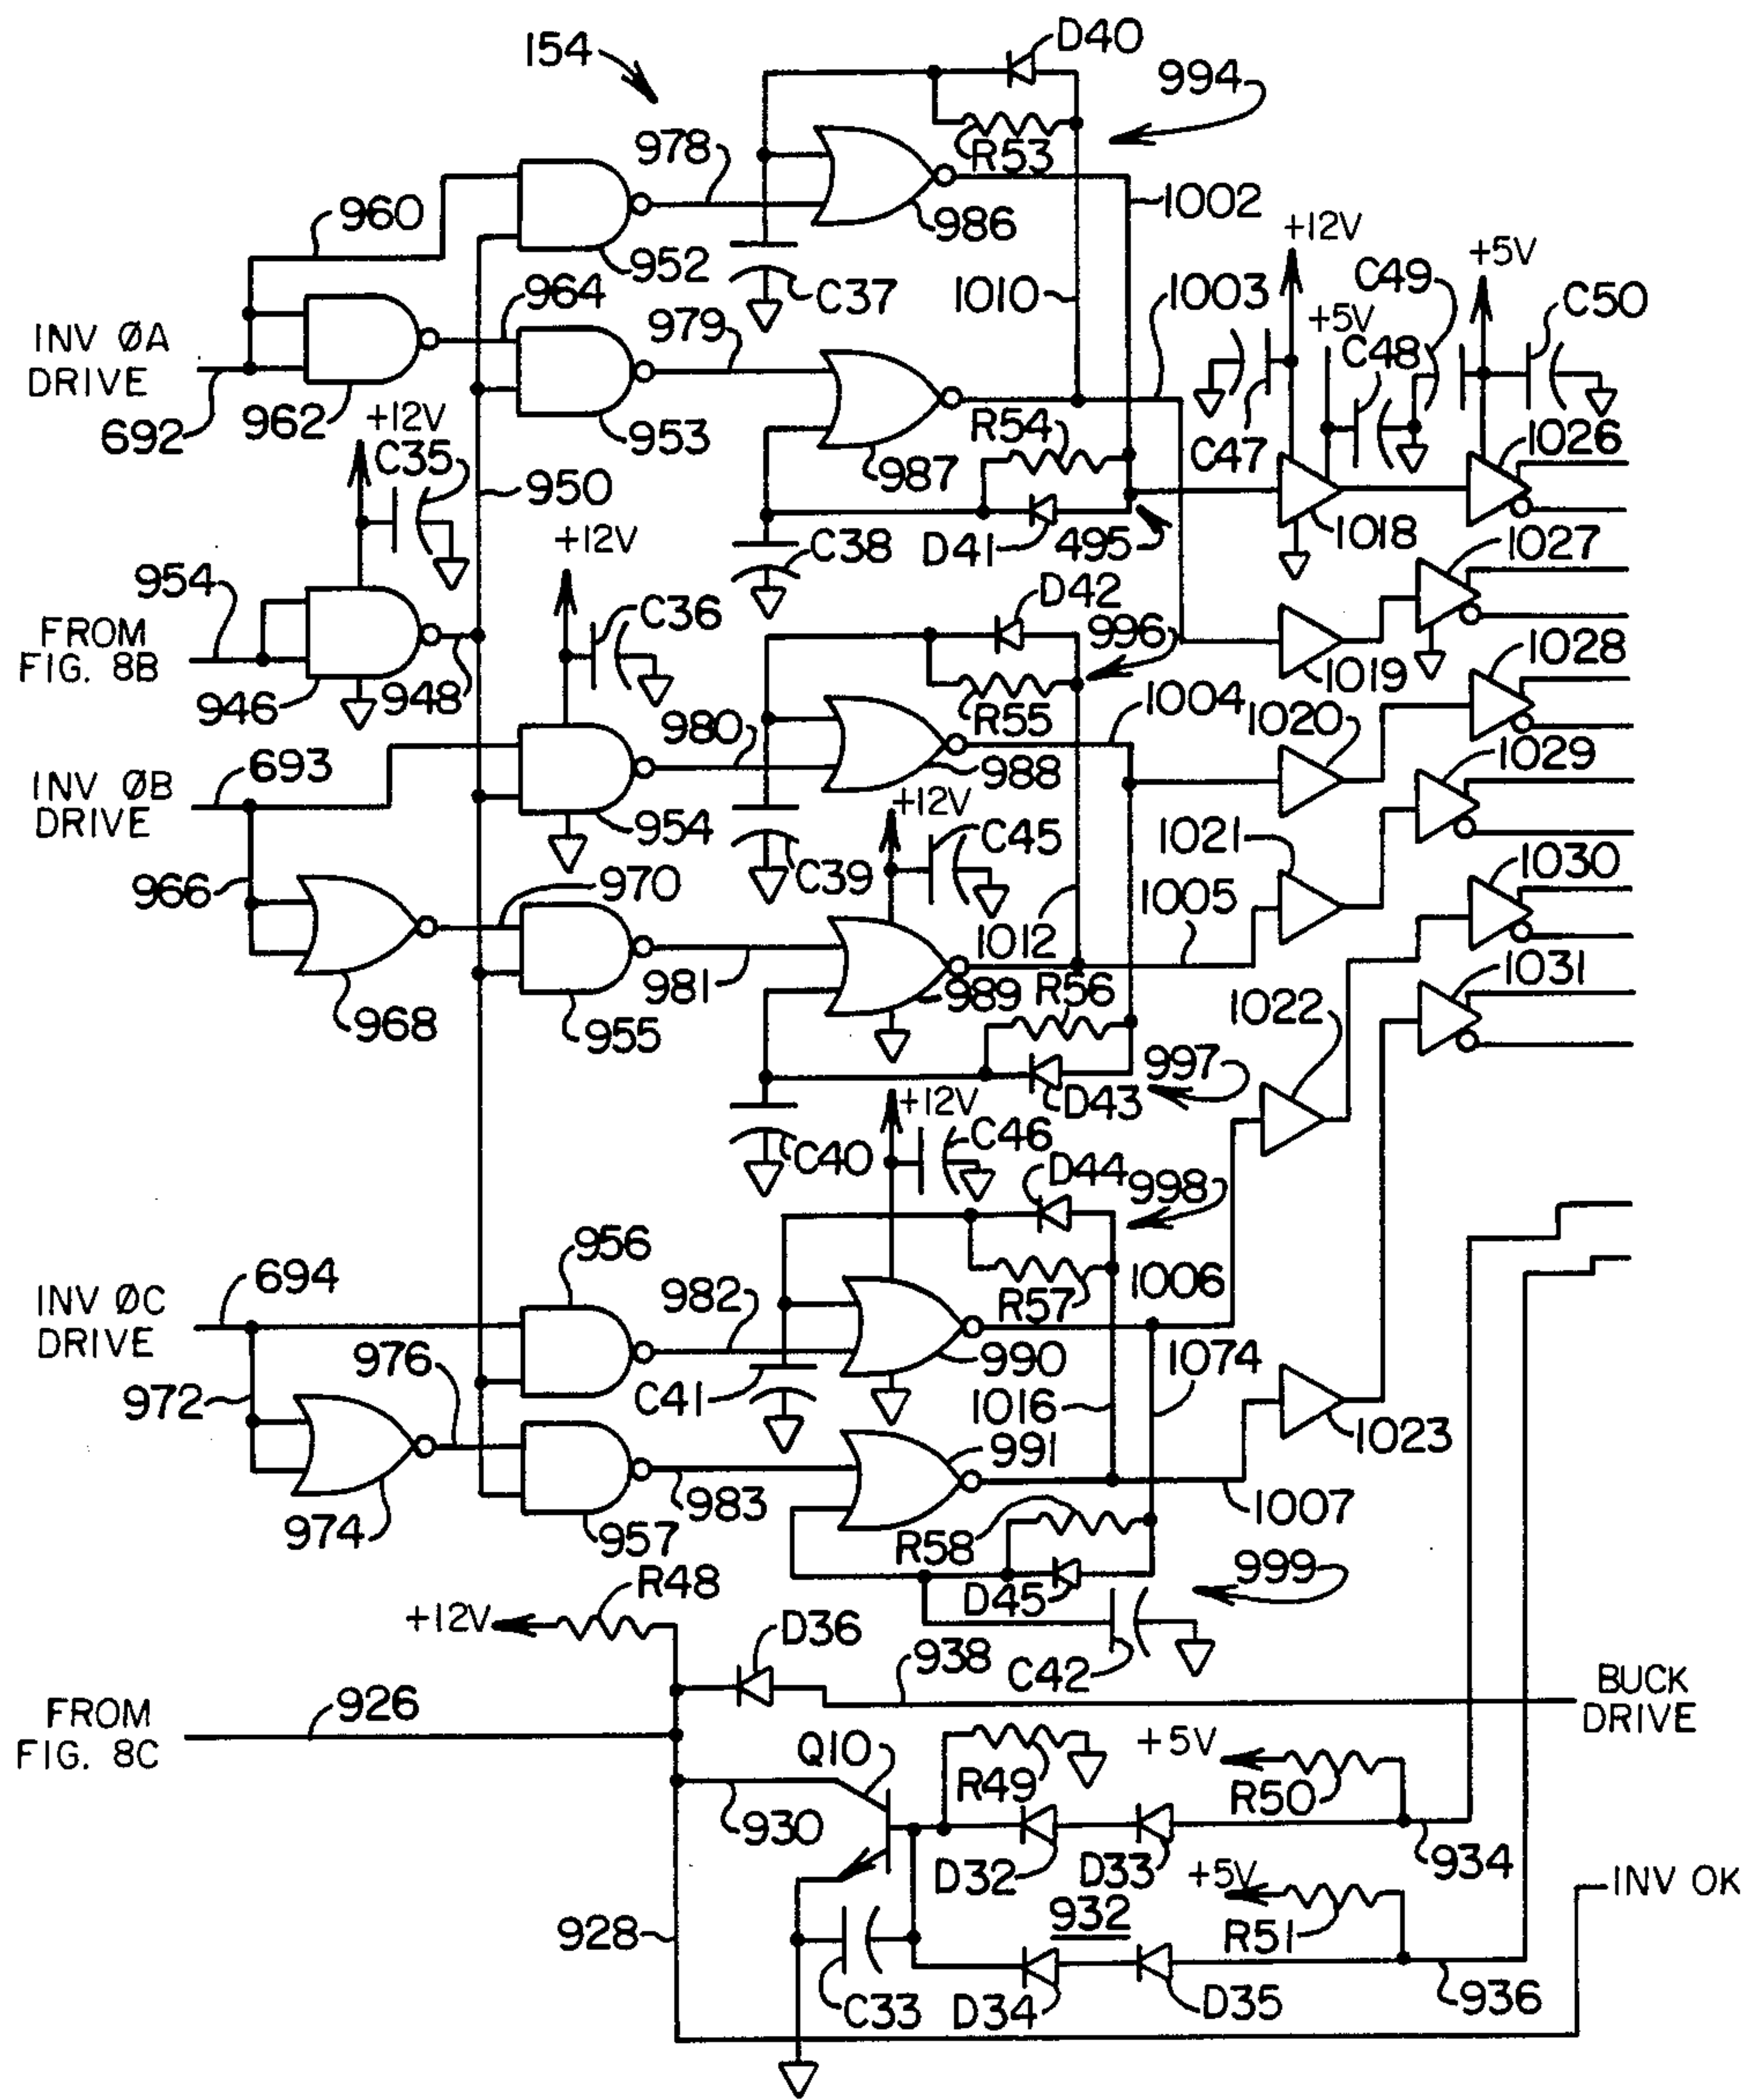 154
D40
994
978
R53
960
986
1002
952
+12V
+5V
964
C37
1010
1003
C49
C50
INV ØA
DRIVE
979
+5V
C48
692
962
+12V
953
R54
C47
1026
C35
987
950
C38
D41
495
1018
1027
+12V
954
D42
FROM
FIG. 8B
C36
996
1028
946
948
R55
1019
1004
1020
980
693
988
1029
INV ØB
DRIVE
+12V
954
C45
1021
C39
970
1030
966
1005
1012
981
989
R56
1031
968
955
1022
997
D43
+12V
C46
C40
D44
998
956
694
1006
INV ØC
DRIVE
982
R57
976
990
1074
C41
972
1016
1023
991
983
1007
974
957
R58
R48
999
D45
+12V
D36
938
C42
BUCK
DRIVE
FROM
FIG. 8C
926
Q10
+5V
R49
R50
930
D32
D33
934
+5V
INV OK
932
928
R51
C33
D34
D35
936